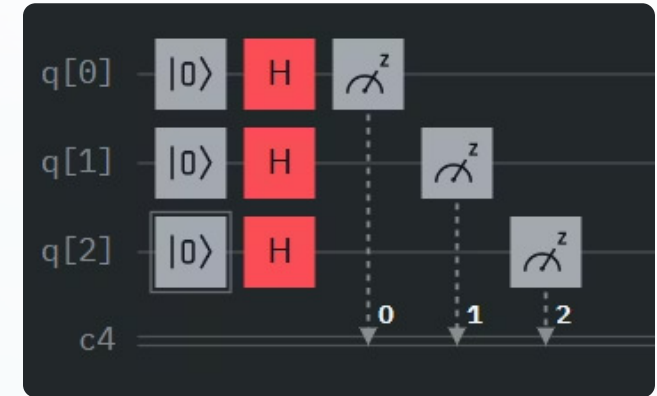 q[0] |0⟩ H z
q[1] |0⟩ H z
q[2] |0⟩ H z
0 1 2
c4